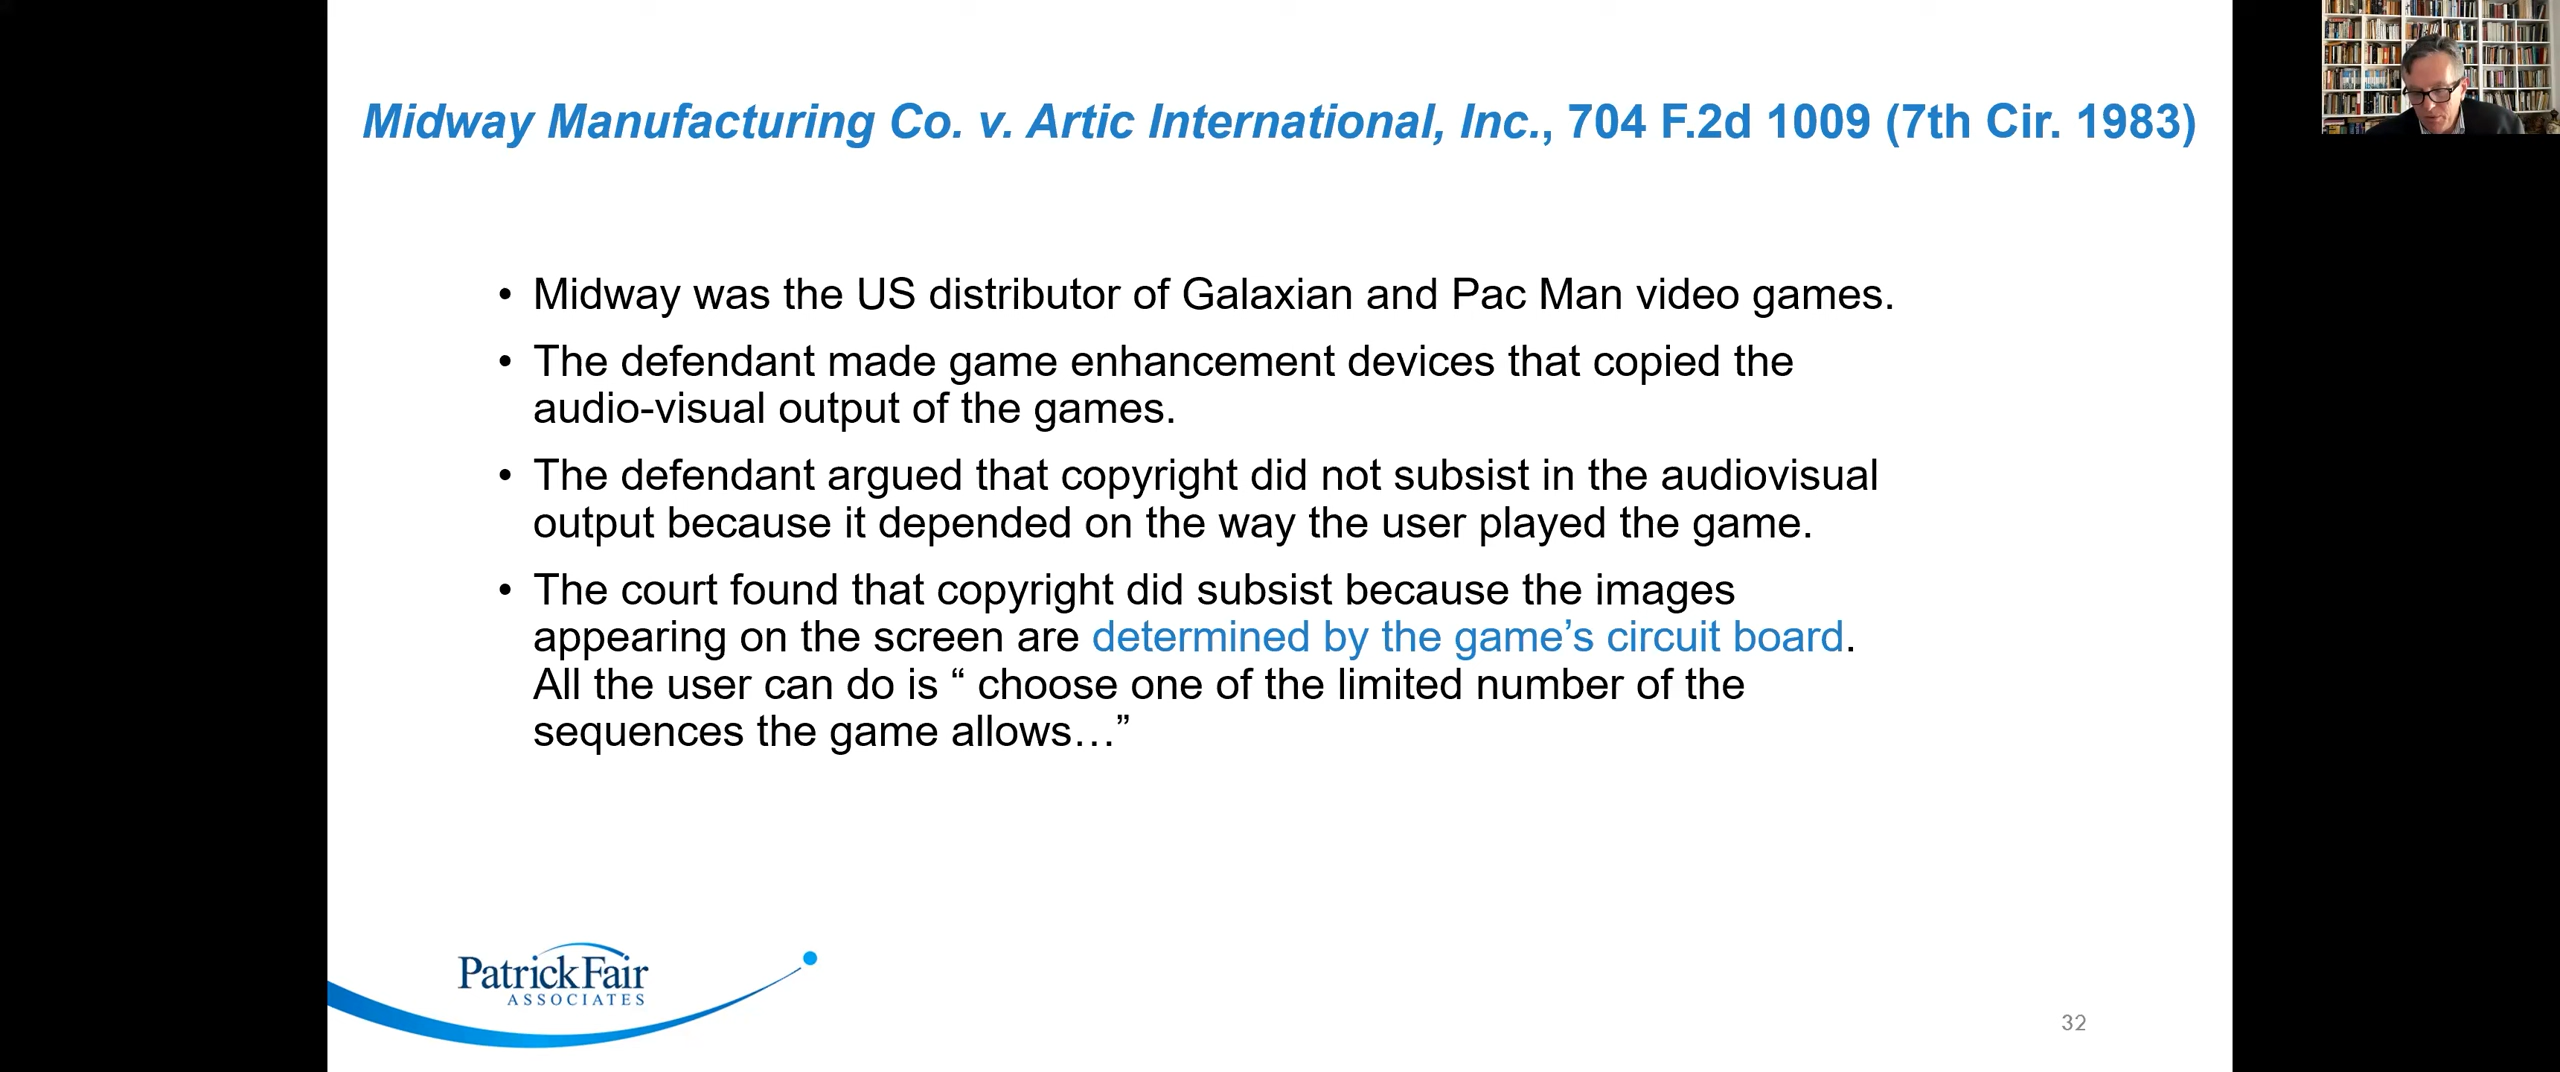 Midway Manufacturing Co. v. Artic International, Inc., 704 F.2d 1009 (7th Cir. 1983)
• Midway was the US distributor of Galaxian and Pac Man video games.
• The defendant made game enhancement devices that copied the
audio-visual output of the games.
• The defendant argued that copyright did not subsist in the audiovisual
output because it depended on the way the user played the game.
• The court found that copyright did subsist because the images
appearing on the screen are determined by the game’s circuit board.
All the user can do is “ choose one of the limited number of the
sequences the game allows…”
PatrickFair
ASSOCIATES
32